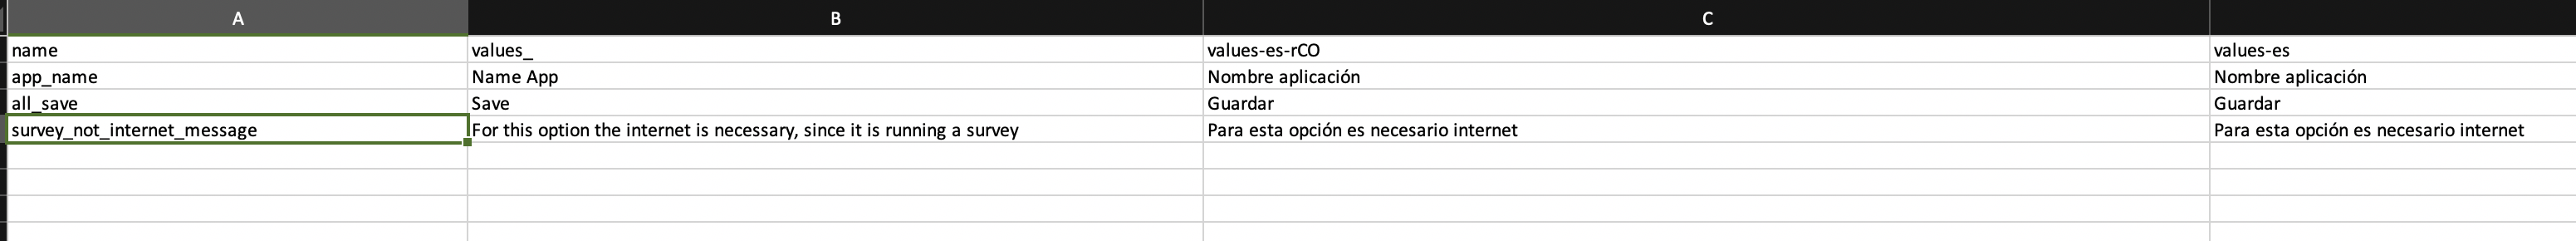 A B C
name values_ values-es-rCO values-es
app_name Name App Nombre aplicación Nombre aplicación
all_save Save Guardar Guardar
survey_not_internet_message For this option the internet is necessary, since it is running a survey Para esta opción es necesario internet Para esta opción es necesario internet